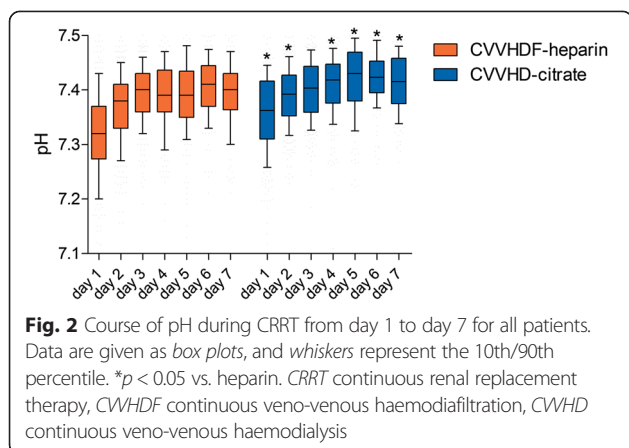 7.5
7.4
7.3
7.2
7.1
pH
day 1
day 2
day 3
day 4
day 5
day 6
day 7
* * * * * *
day 1
day 2
day 3
day 4
day 5
day 6
day 7
CVVHDF-heparin
CVVHD-citrate
Fig. 2 Course of pH during CRRT from day 1 to day 7 for all patients.
Data are given as box plots, and whiskers represent the 10th/90th
percentile. *p < 0.05 vs. heparin. CRRT continuous renal replacement
therapy, CVVHDF continuous veno-venous haemodiafiltration, CVVHD
continuous veno-venous haemodialysis